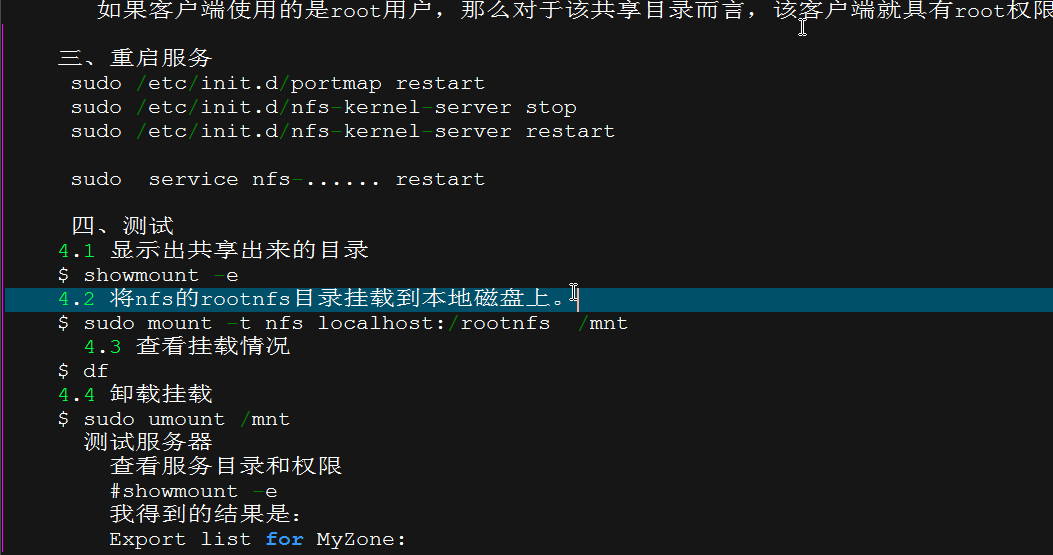 如果客户端使用的是root用户，那么对于该共享目录而言，该客户端就具有root权限
三、重启服务
sudo /etc/init.d/portmap restart
sudo /etc/init.d/nfs-kernel-server stop
sudo /etc/init.d/nfs-kernel-server restart
sudo  service nfs-...... restart
四、测试
4.1 显示出共享出来的目录
$ showmount -e
4.2 将nfs的rootnfs目录挂载到本地磁盘上。
$ sudo mount -t nfs localhost:/rootnfs  /mnt
4.3 查看挂载情况
$ df
4.4 卸载挂载
$ sudo umount /mnt
测试服务器
查看服务目录和权限
#showmount -e
我得到的结果是：
Export list for MyZone: